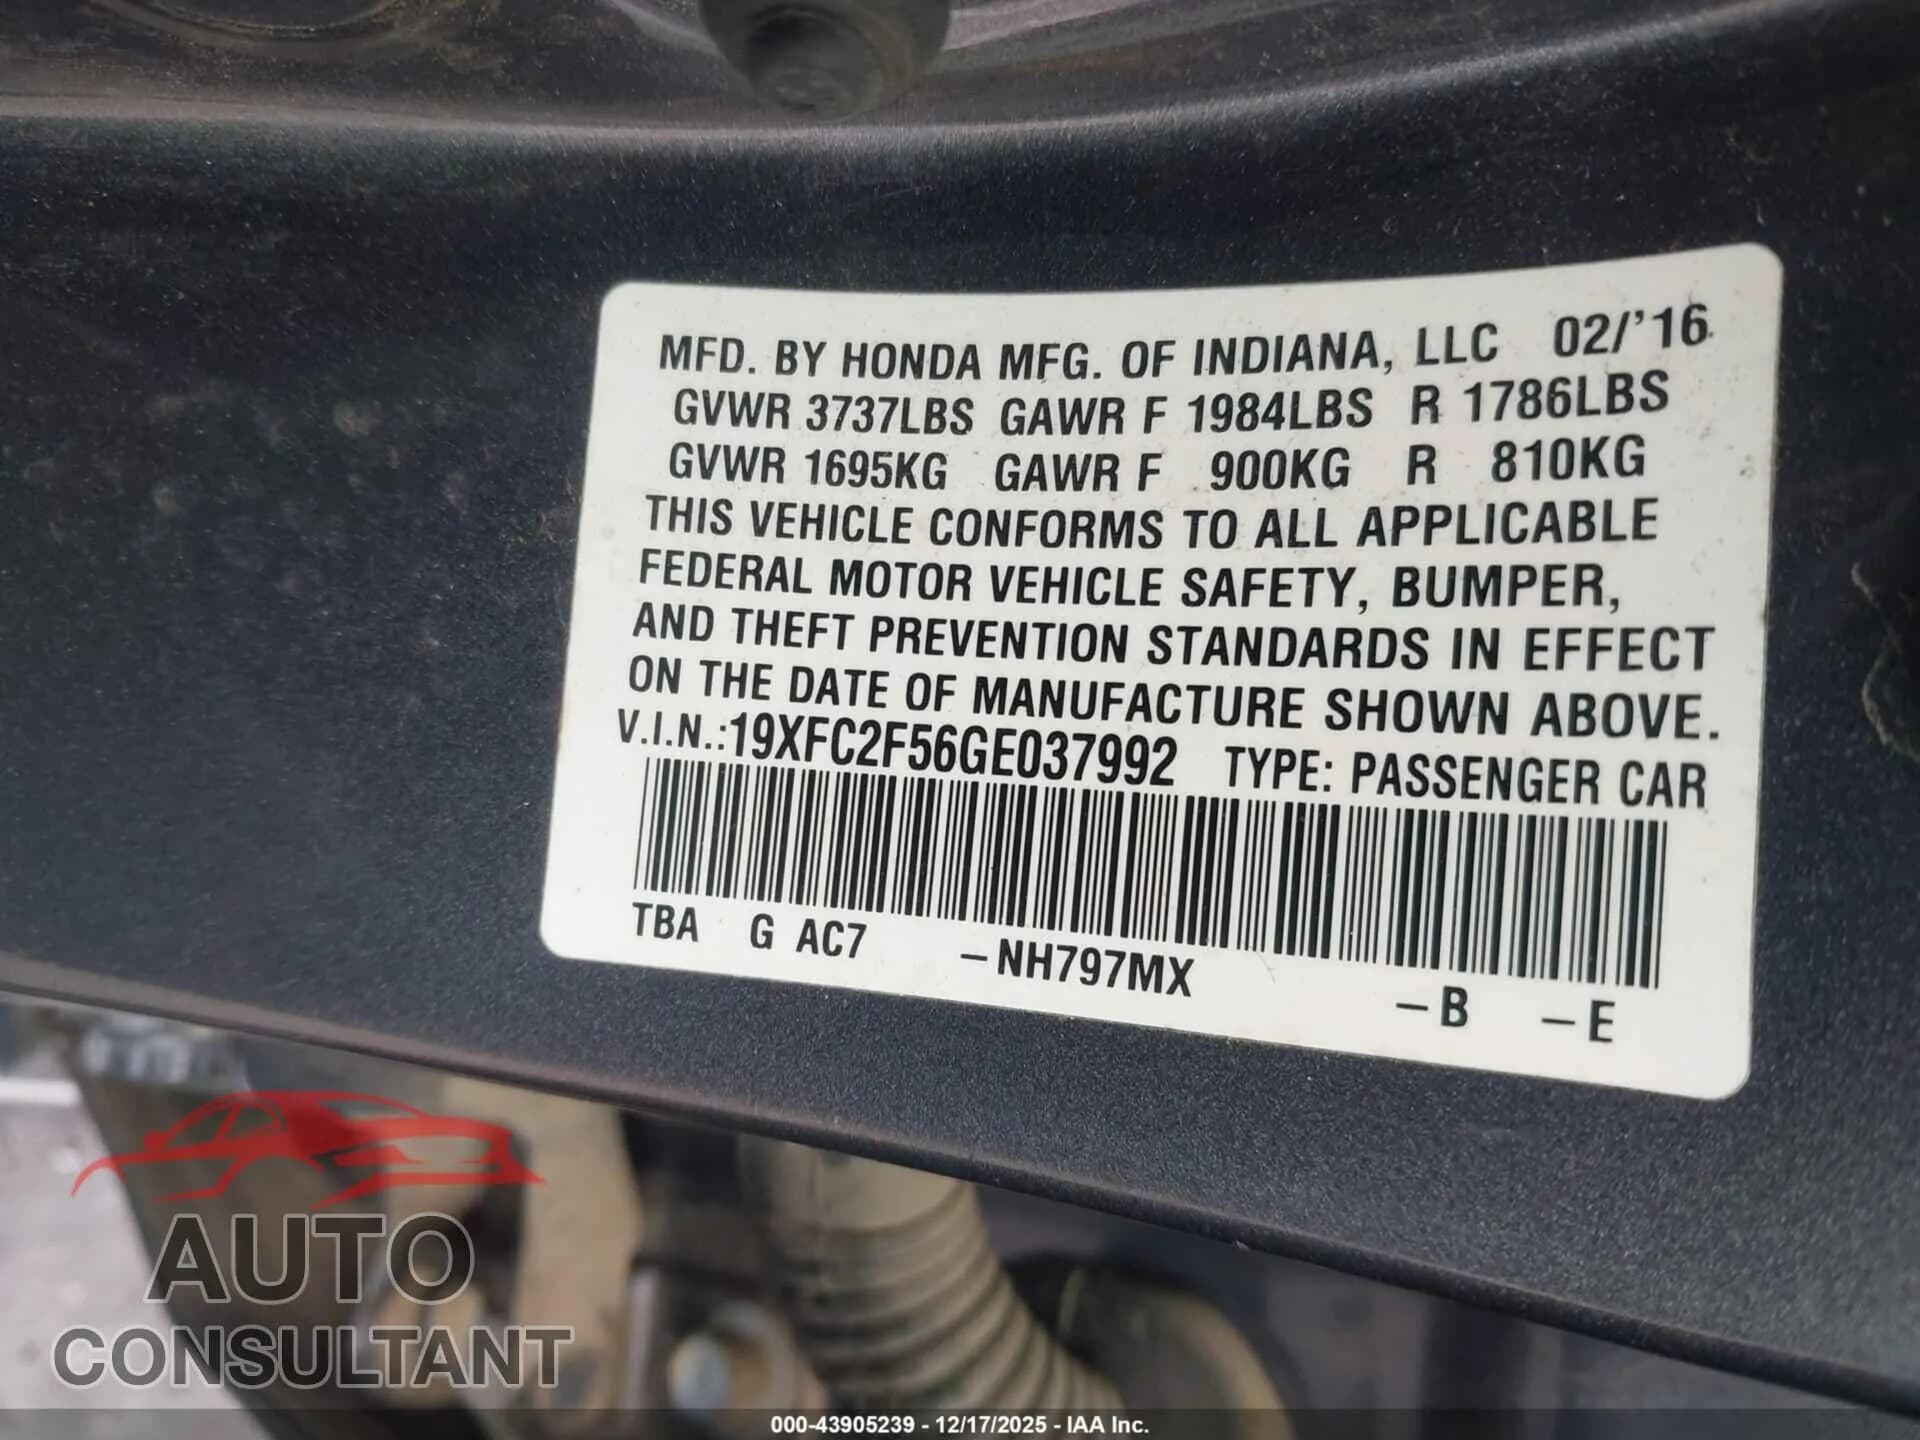 MFD. BY HONDA MFG. OF INDIANA, LLC 02/'16
GVWR 3737LBS GAWR F 1984LBS R 1786LBS
GVWR 1695KG GAWR F 900KG R 810KG
THIS VEHICLE CONFORMS TO ALL APPLICABLE
FEDERAL MOTOR VEHICLE SAFETY, BUMPER,
AND THEFT PREVENTION STANDARDS IN EFFECT
ON THE DATE OF MANUFACTURE SHOWN ABOVE.
V.I.N.:19XFC2F56GE037992 TYPE: PASSENGER CAR
TBA G AC7 -NH797MX -B -E
AUTO
CONSULTANT
000-43905239 - 12/17/2025 - IAA Inc.